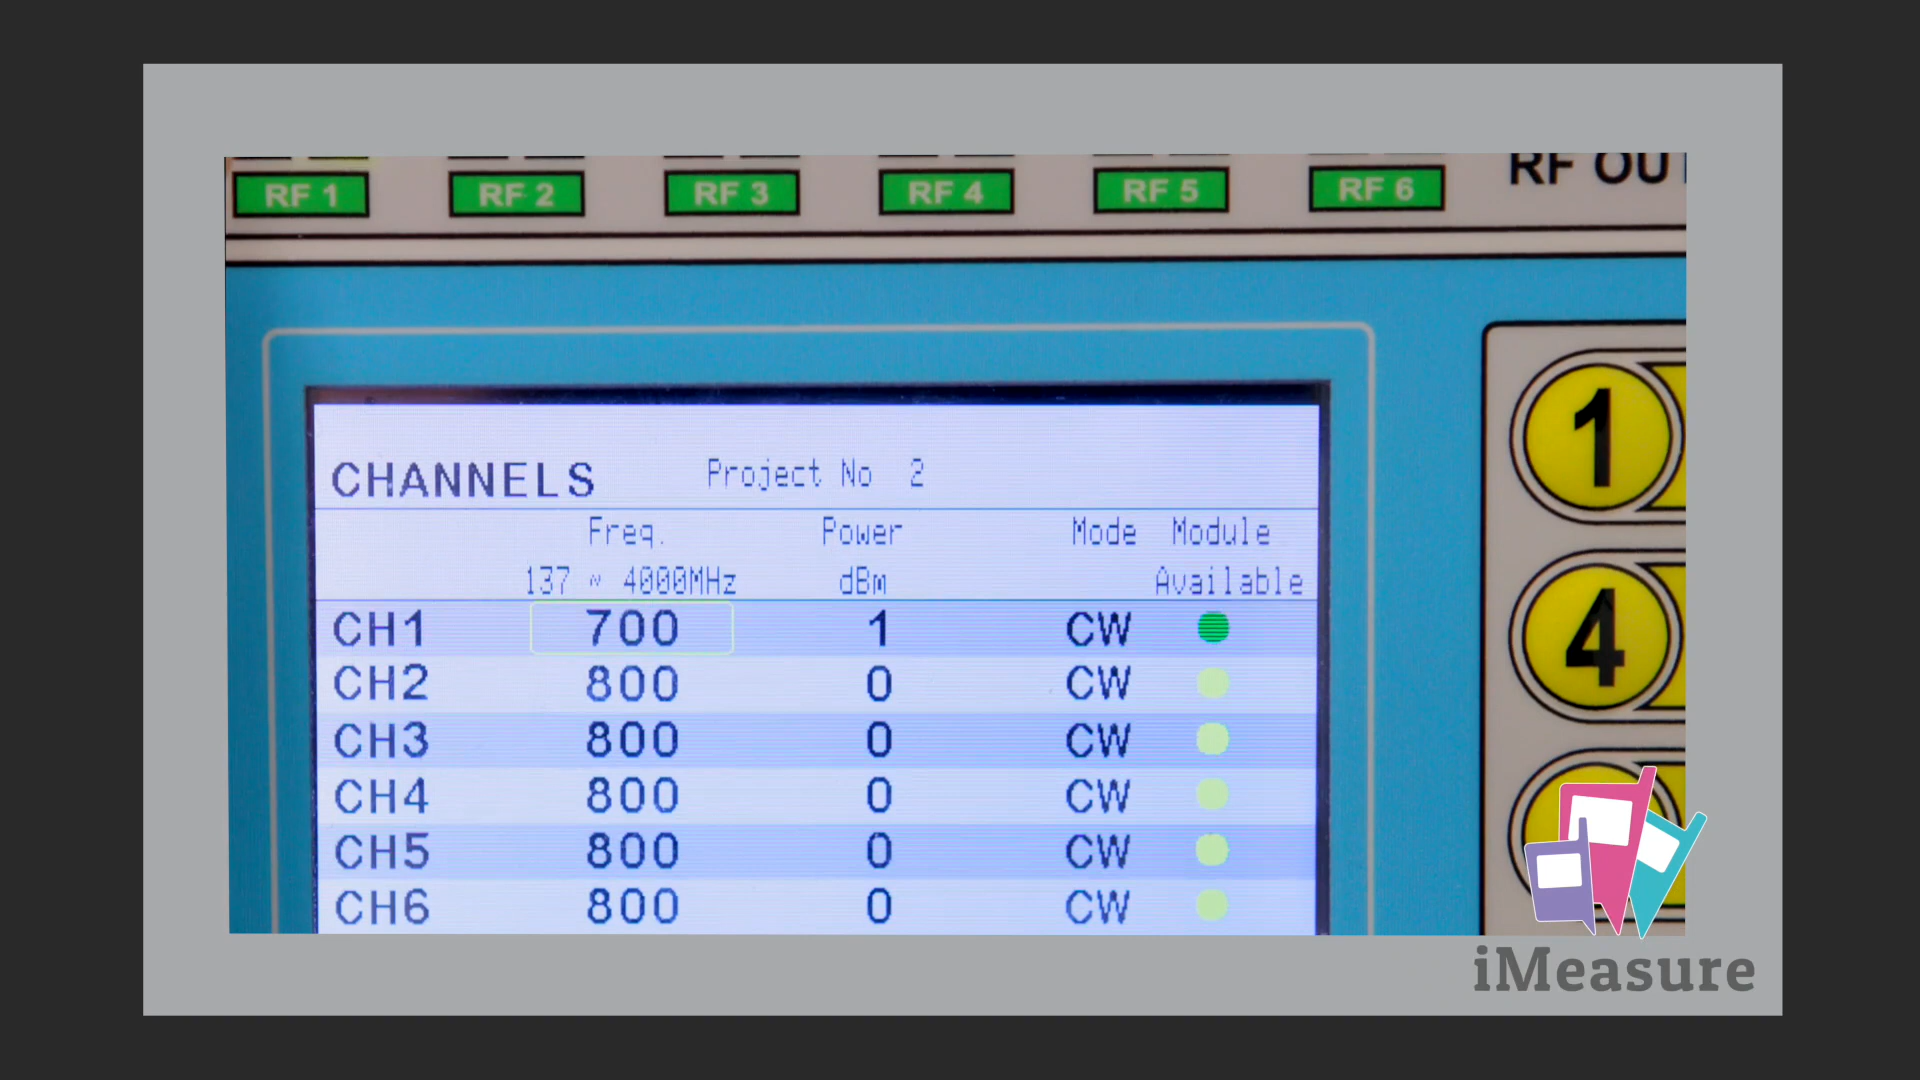 RF 1 RF 2 RF 3 RF 4 RF 5 RF 6 RF OU
CHANNELS Project No 2
Freq. Power Mode Module
137 ~ 4000MHz dBm Available
CH1 700 1 CW
CH2 800 0 CW
CH3 800 0 CW
CH4 800 0 CW
CH5 800 0 CW
CH6 800 0 CW
1
4
iMeasure